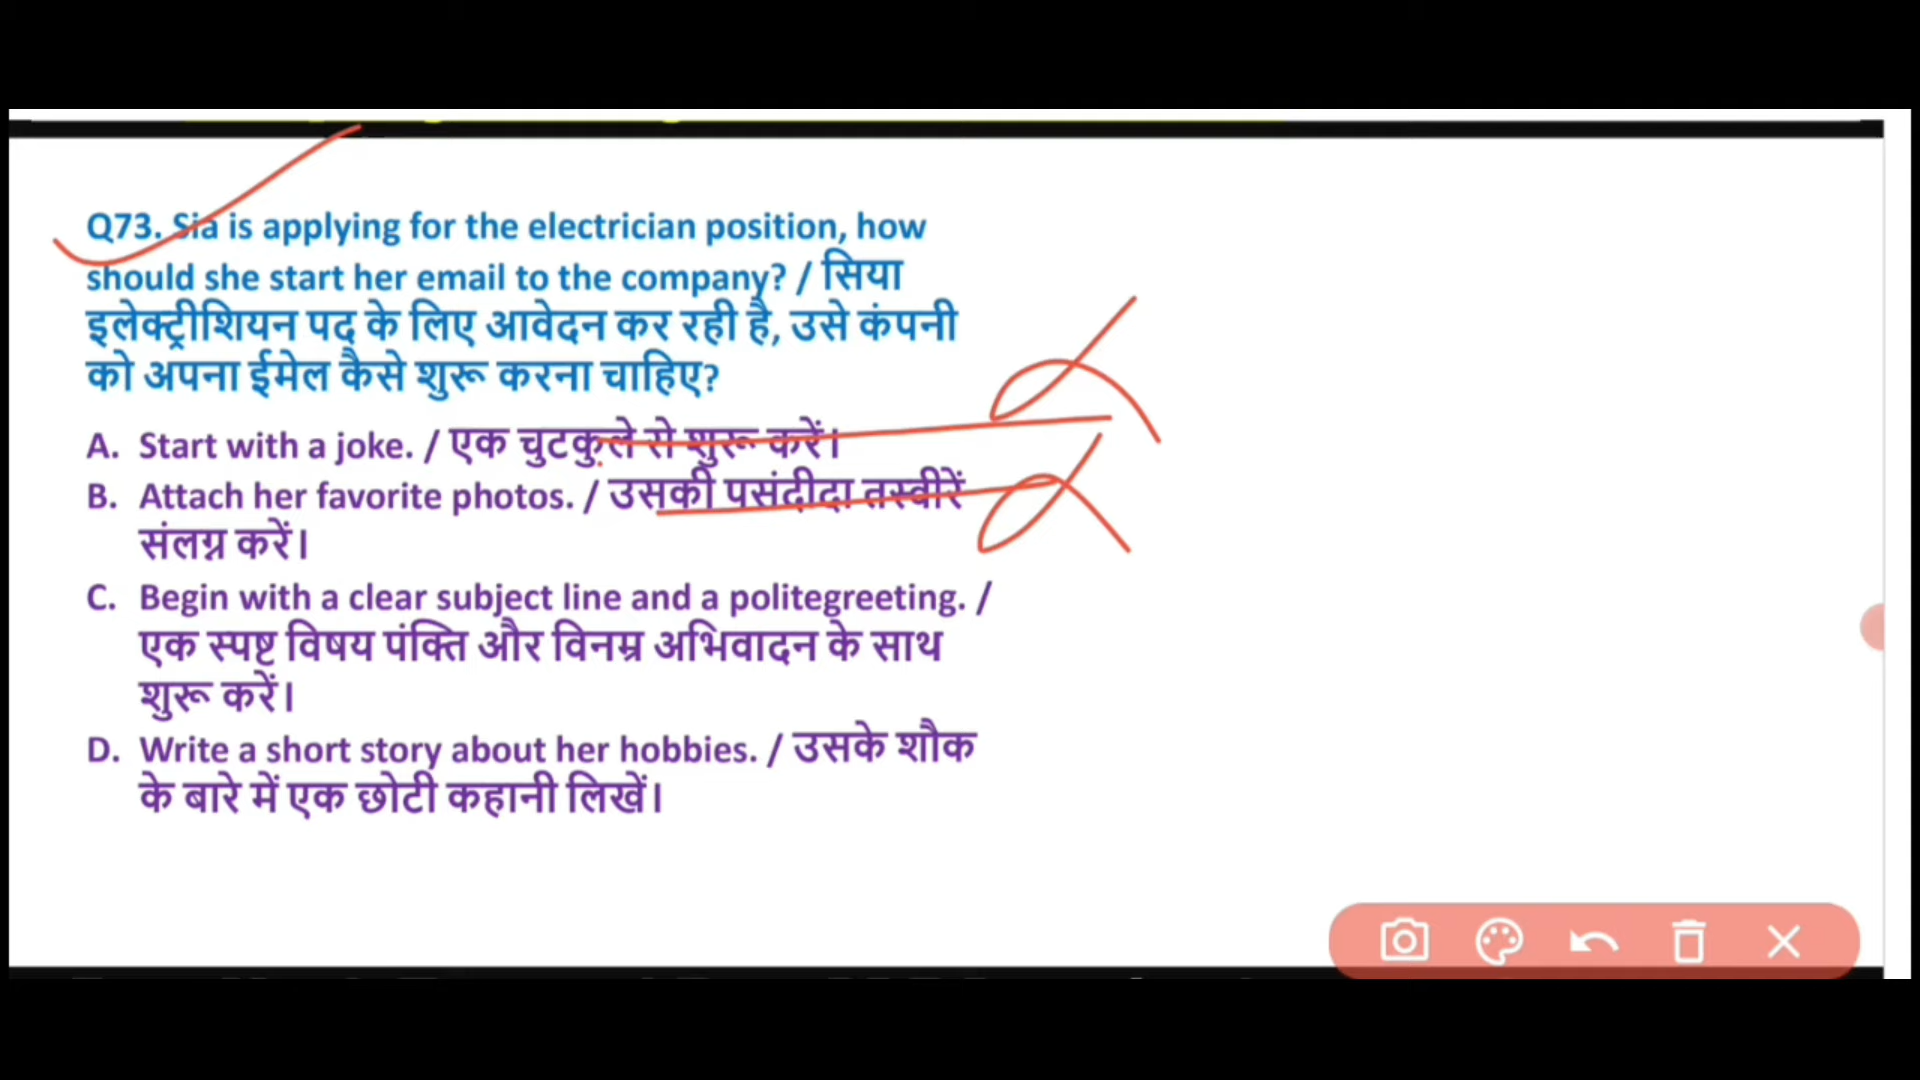 Q73. Sia is applying for the electrician position, how
should she start her email to the company? / सिया
इलेक्ट्रीशियन पद के लिए आवेदन कर रही है, उसे कंपनी
को अपना ईमेल कैसे शुरू करना चाहिए?
A. Start with a joke. / एक चुटकुले से शुरू करें।
B. Attach her favorite photos. / उसकी पसंदीदा तस्वीरें
संलग्न करें।
C. Begin with a clear subject line and a politegreeting. /
एक स्पष्ट विषय पंक्ति और विनम्र अभिवादन के साथ
शुरू करें।
D. Write a short story about her hobbies. / उसके शौक
के बारे में एक छोटी कहानी लिखें।